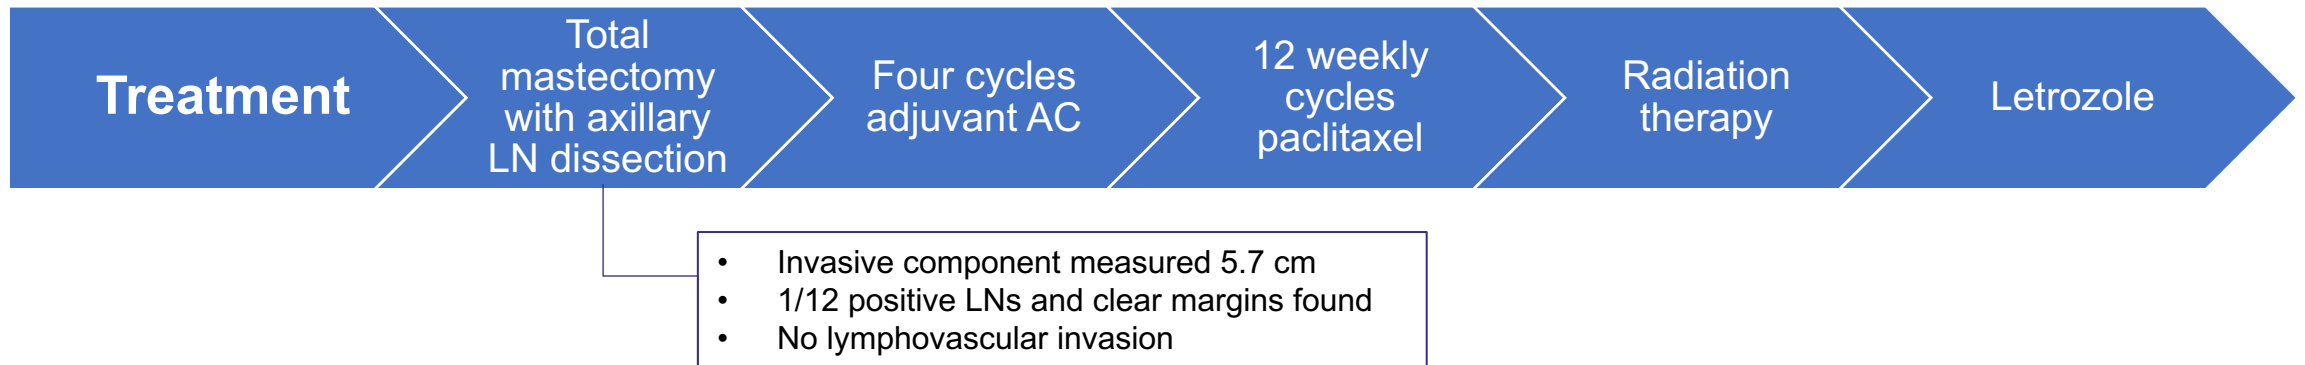 Treatment
Total
mastectomy
with axillary
LN dissection
Four cycles
adjuvant AC
12 weekly
cycles
paclitaxel
Radiation
therapy
Letrozole
• Invasive component measured 5.7 cm
• 1/12 positive LNs and clear margins found
• No lymphovascular invasion